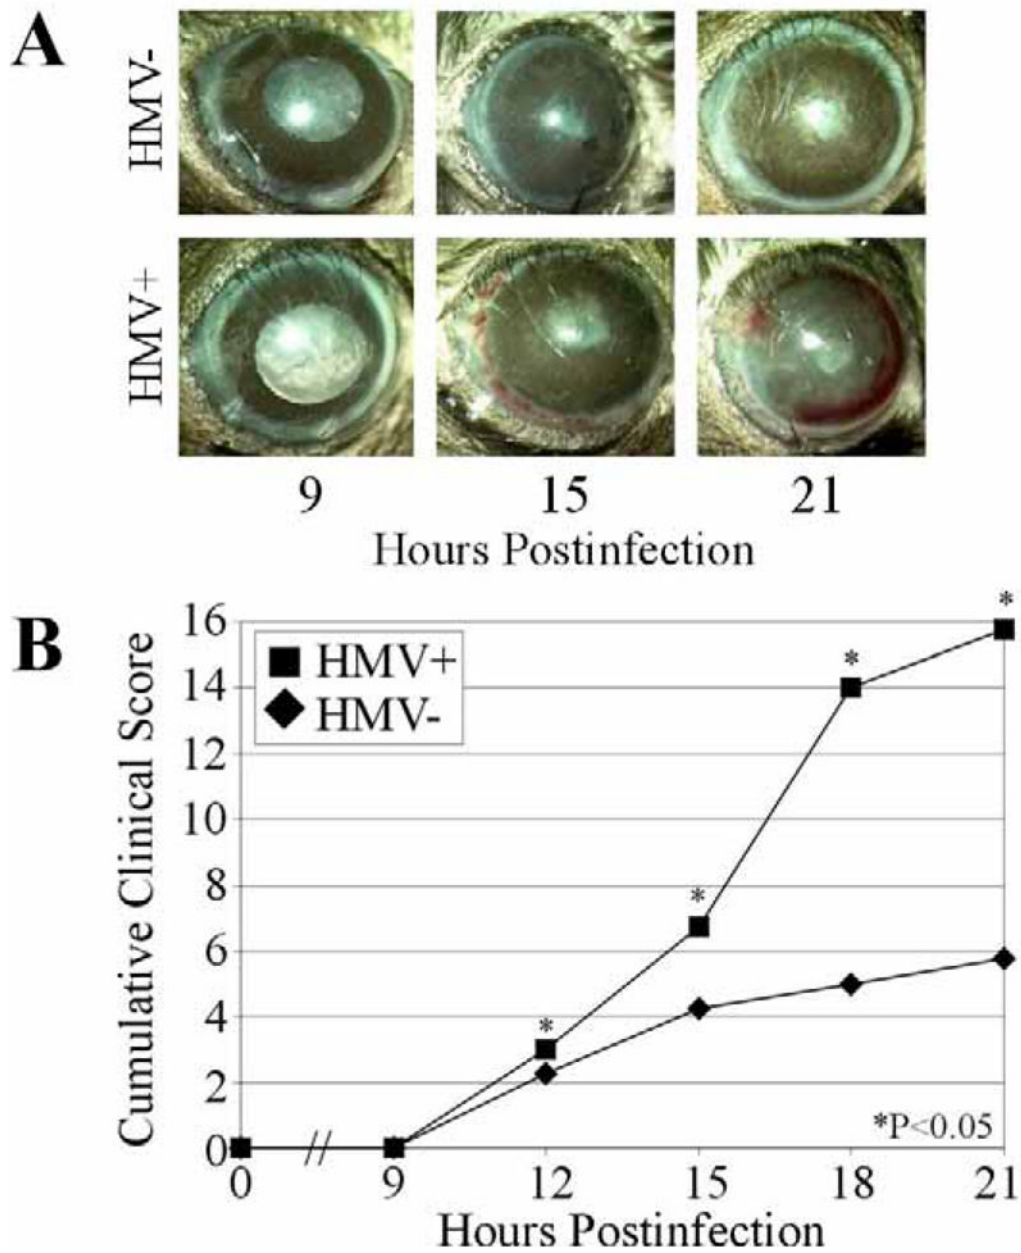 A
HMV-
HMV+
9 15 21
Hours Postinfection
B
Cumulative Clinical Score
16
14
12
10
8
6
4
2
0
HMV+
HMV-
*
*
*
*
*P<0.05
0 9 12 15 18 21
Hours Postinfection